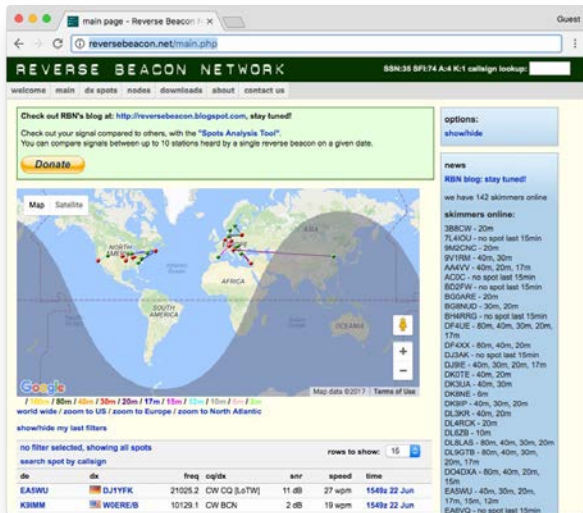 main page - Reverse Beacon N
Guest
reversebeacon.net/main.php
REVERSE BEACON NETWORK
SSN:35 SFI:74 A:4 K:1 callsign lookup:
welcome main dx spots nodes downloads about contact us
Check out RBN's blog at: http://reversebeacon.blogspot.com, stay tuned!
Check out your signal compared to others, with the "Spots Analysis Tool".
You can compare signals between up to 10 stations heard by a single reverse beacon on a given date.
Donate
Map Satellite
NORTH AMERICA
EUROPE
ASIA
Atlantic Ocean
AFRICA
SOUTH AMERICA
Indian Ocean
OCEANIA
+
−
Google
Map data ©2017 Terms of Use
/ 160m / 80m / 40m / 30m / 20m / 17m / 15m / 12m / 10m / 6m / 2m
world wide / zoom to US / zoom to Europe / zoom to North Atlantic
show/hide my last filters
no filter selected, showing all spots
rows to show: 15
search spot by callsign
de dx freq cq/dx snr speed time
EA5WU DJ1YFK 21025.2 CW CQ [LoTW] 11 dB 27 wpm 1549z 22 Jun
K9IMM W0ERE/B 10129.1 CW BCN 2 dB 19 wpm 1549z 22 Jun
options:
show/hide
news
RBN blog: stay tuned!
we have 142 skimmers online
skimmers online:
3B8CW - 20m
7L4IOU - no spot last 15min
9M2CNC - 20m
9V1RM - 40m, 30m
AA4VV - 40m, 20m, 17m
AC0C - no spot last 15min
BD2FW - no spot last 15min
BG0ARE - 20m
BG8NUD - 30m, 20m
BH4RRG - no spot last 15min
DF4UE - 80m, 40m, 30m, 20m,
17m
DF4XX - 80m, 40m, 20m
DJ3AK - no spot last 15min
DJ9IE - 40m, 30m, 20m, 17m
DK0TE - 40m, 20m
DK3UA - 40m, 30m
DK8NE - 6m
DK9IP - 40m, 30m, 20m
DL3KR - 40m, 20m
DL4RCK - 20m
DL6ZB - 10m
DL8LAS - 80m, 40m, 30m, 20m
DL9GTB - 80m, 40m, 30m,
20m, 17m
DO4DXA - 80m, 40m, 20m,
15m
EA5WU - 40m, 30m, 20m,
17m, 15m, 12m
EA6VQ - no spot last 15min